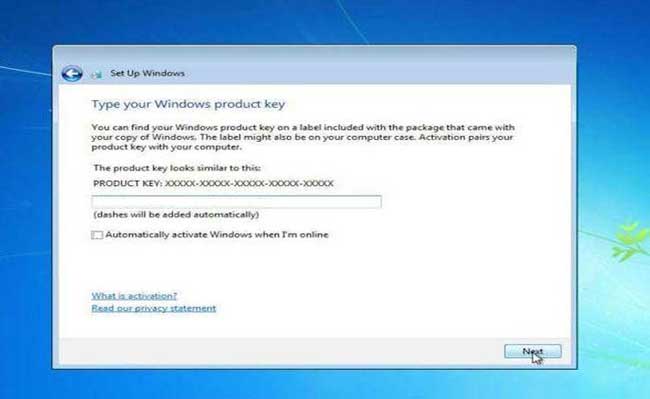 Set Up Windows
Type your Windows product key
You can find your Windows product key on a label included with the package that came with
your copy of Windows. The label might also be on your computer case. Activation pairs your
product key with your computer.
The product key looks similar to this:
PRODUCT KEY: XXXXX-XXXXX-XXXXX-XXXXX-XXXXX
(dashes will be added automatically)
Automatically activate Windows when I'm online
What is activation?
Read our privacy statement
Next